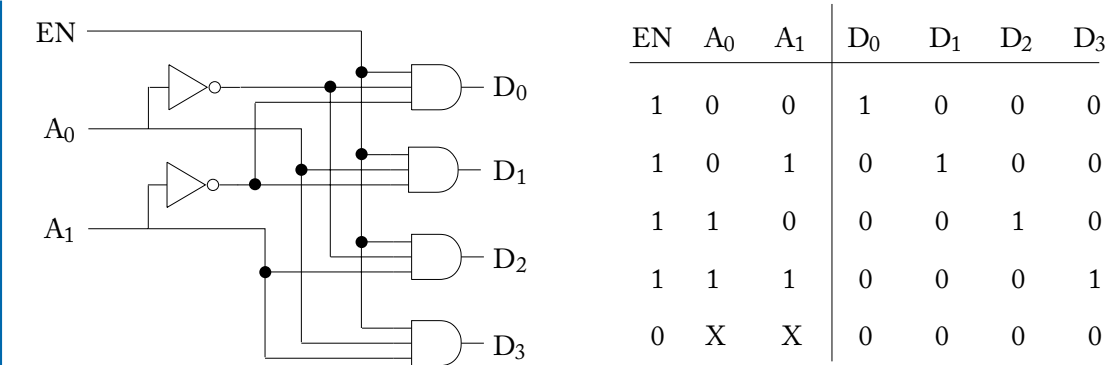 EN
A₀
A₁
D₀
D₁
D₂
D₃
EN A₀ A₁ D₀ D₁ D₂ D₃
1 0 0 1 0 0 0
1 0 1 0 1 0 0
1 1 0 0 0 1 0
1 1 1 0 0 0 1
0 X X 0 0 0 0